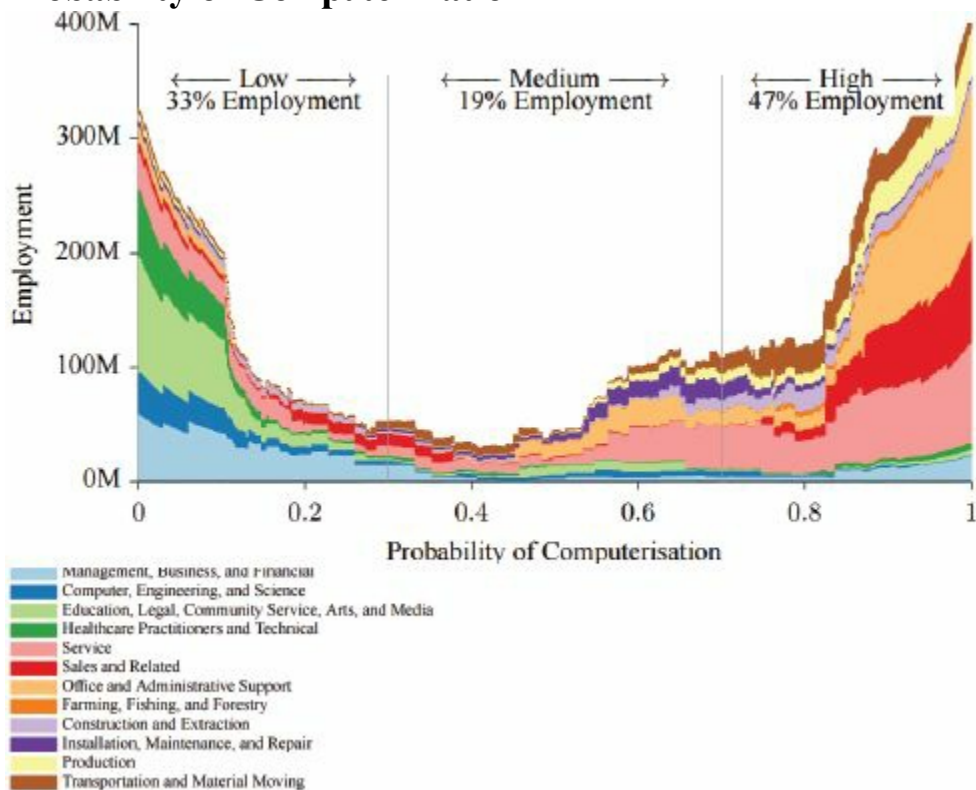 400M
← Low →
33% Employment
← Medium →
19% Employment
← High →
47% Employment
300M
200M
100M
0M
Employment
0 0.2 0.4 0.6 0.8 1
Probability of Computerisation
Management, Business, and Financial
Computer, Engineering, and Science
Education, Legal, Community Service, Arts, and Media
Healthcare Practitioners and Technical
Service
Sales and Related
Office and Administrative Support
Farming, Fishing, and Forestry
Construction and Extraction
Installation, Maintenance, and Repair
Production
Transportation and Material Moving